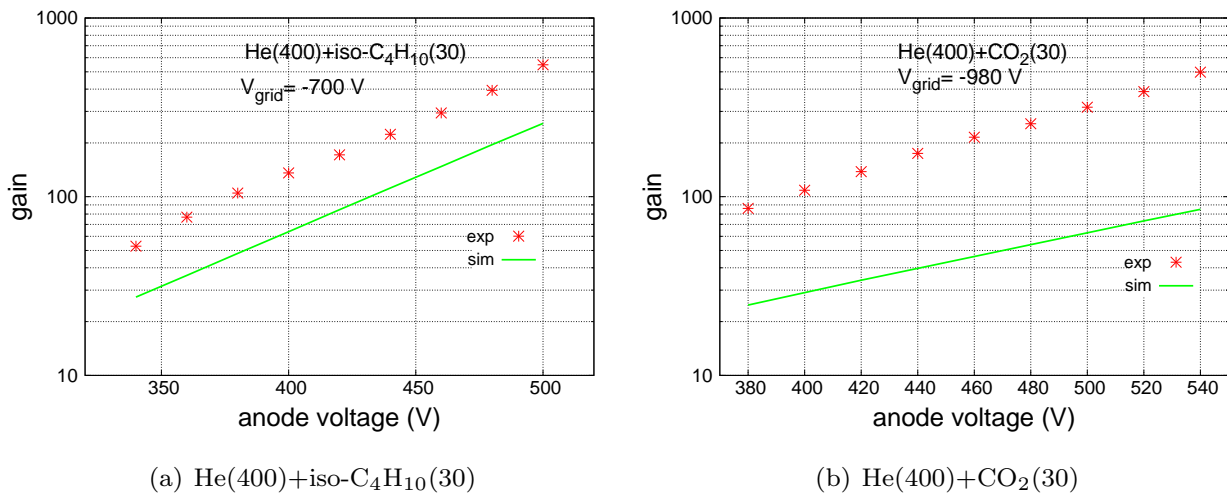 1000
100
10
gain
He(400)+iso-C₄H₁₀(30)
V_grid= -700 V
exp
sim
350 400 450 500
anode voltage (V)
(a) He(400)+iso-C₄H₁₀(30)
1000
100
10
gain
He(400)+CO₂(30)
V_grid= -980 V
exp
sim
380 400 420 440 460 480 500 520 540
anode voltage (V)
(b) He(400)+CO₂(30)